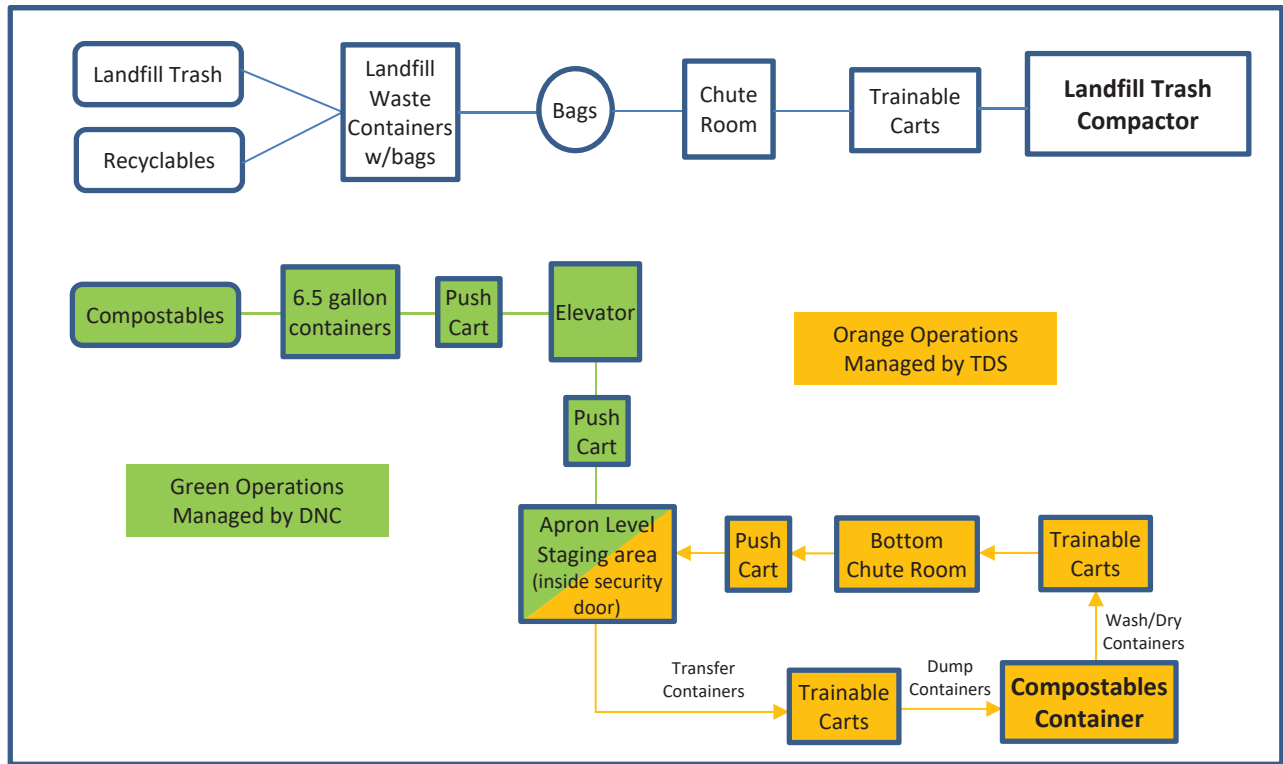 Landfill Trash
Recyclables
Landfill
Waste
Containers
w/bags
Bags
Chute
Room
Trainable
Carts
Landfill Trash
Compactor
Compostables
6.5 gallon
containers
Push
Cart
Elevator
Orange Operations
Managed by TDS
Push
Cart
Green Operations
Managed by DNC
Apron Level
Staging area
(inside security
door)
Push
Cart
Bottom
Chute Room
Trainable
Carts
Wash/Dry
Containers
Transfer
Containers
Trainable
Carts
Dump
Containers
Compostables
Container